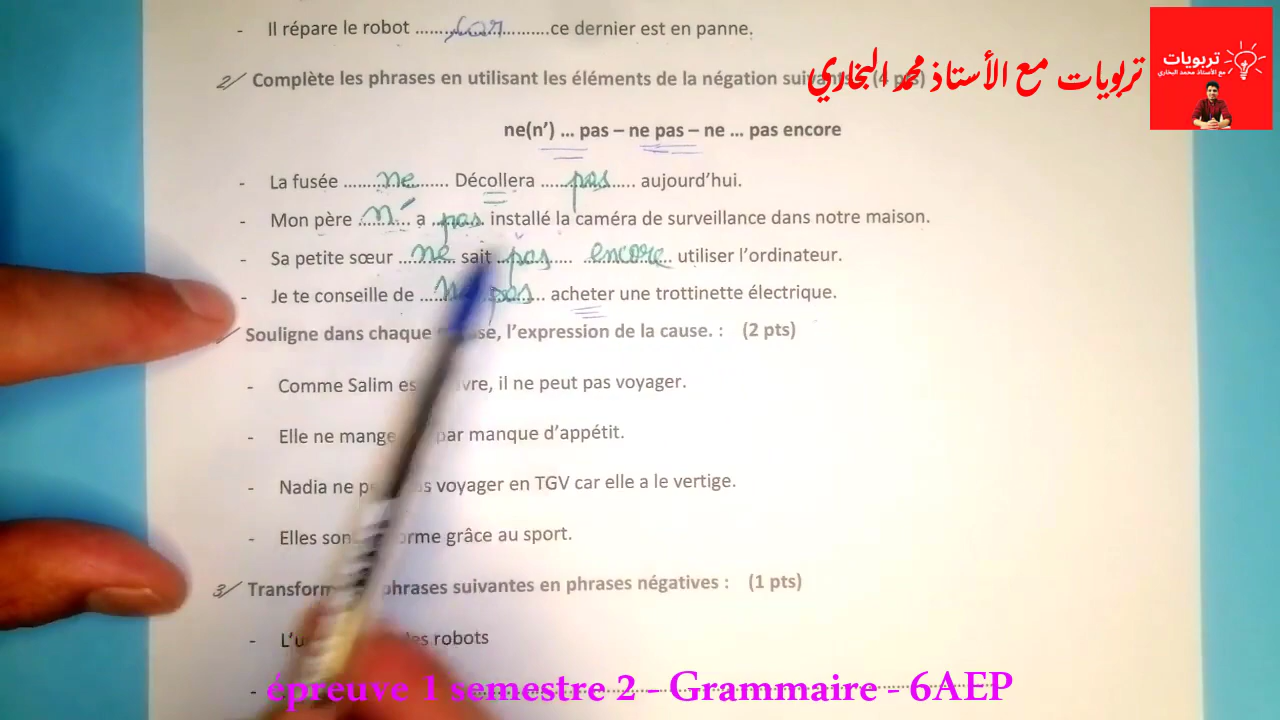 - Il répare le robot ..........car..........ce dernier est en panne.
تربويات مع الأستاذ محمد البخاري
تربويات
مع الأستاذ محمد البخاري
2/ Complète les phrases en utilisant les éléments de la négation (4 pts)
ne(n') ... pas – ne pas – ne ... pas encore
- La fusée ........ne........ Décollera ......pas...... aujourd'hui.
- Mon père ......n'...... a ...pas... installé la caméra de surveillance dans notre maison.
- Sa petite sœur ...ne... sait ...pas...... ...encore... utiliser l'ordinateur.
- Je te conseille de ...ne pas... acheter une trottinette électrique.
Souligne dans chaque l'expression de la cause. : (2 pts)
- Comme Salim il ne peut pas voyager.
- Elle ne mange par manque d'appétit.
- Nadia ne voyager en TGV car elle a le vertige.
- Elles grâce au sport.
3/ phrases suivantes en phrases négatives : (1 pts)
- robots
épreuve 1 semestre 2 - Grammaire - 6AEP